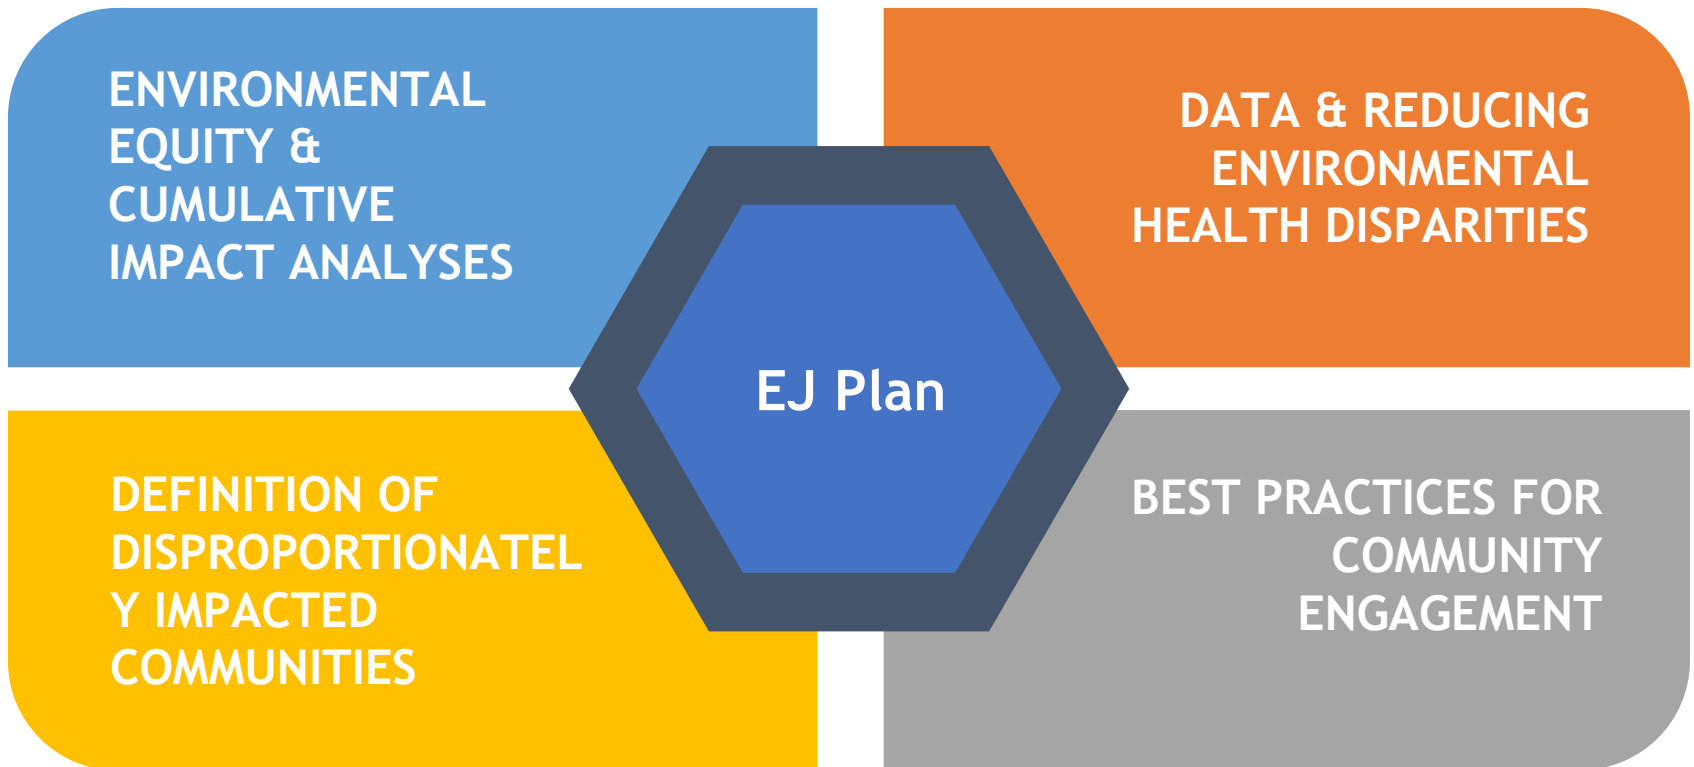 ENVIRONMENTAL
EQUITY &
CUMULATIVE
IMPACT ANALYSES
DATA & REDUCING
ENVIRONMENTAL
HEALTH DISPARITIES
EJ Plan
DEFINITION OF
DISPROPORTIONATEL
Y IMPACTED
COMMUNITIES
BEST PRACTICES FOR
COMMUNITY
ENGAGEMENT